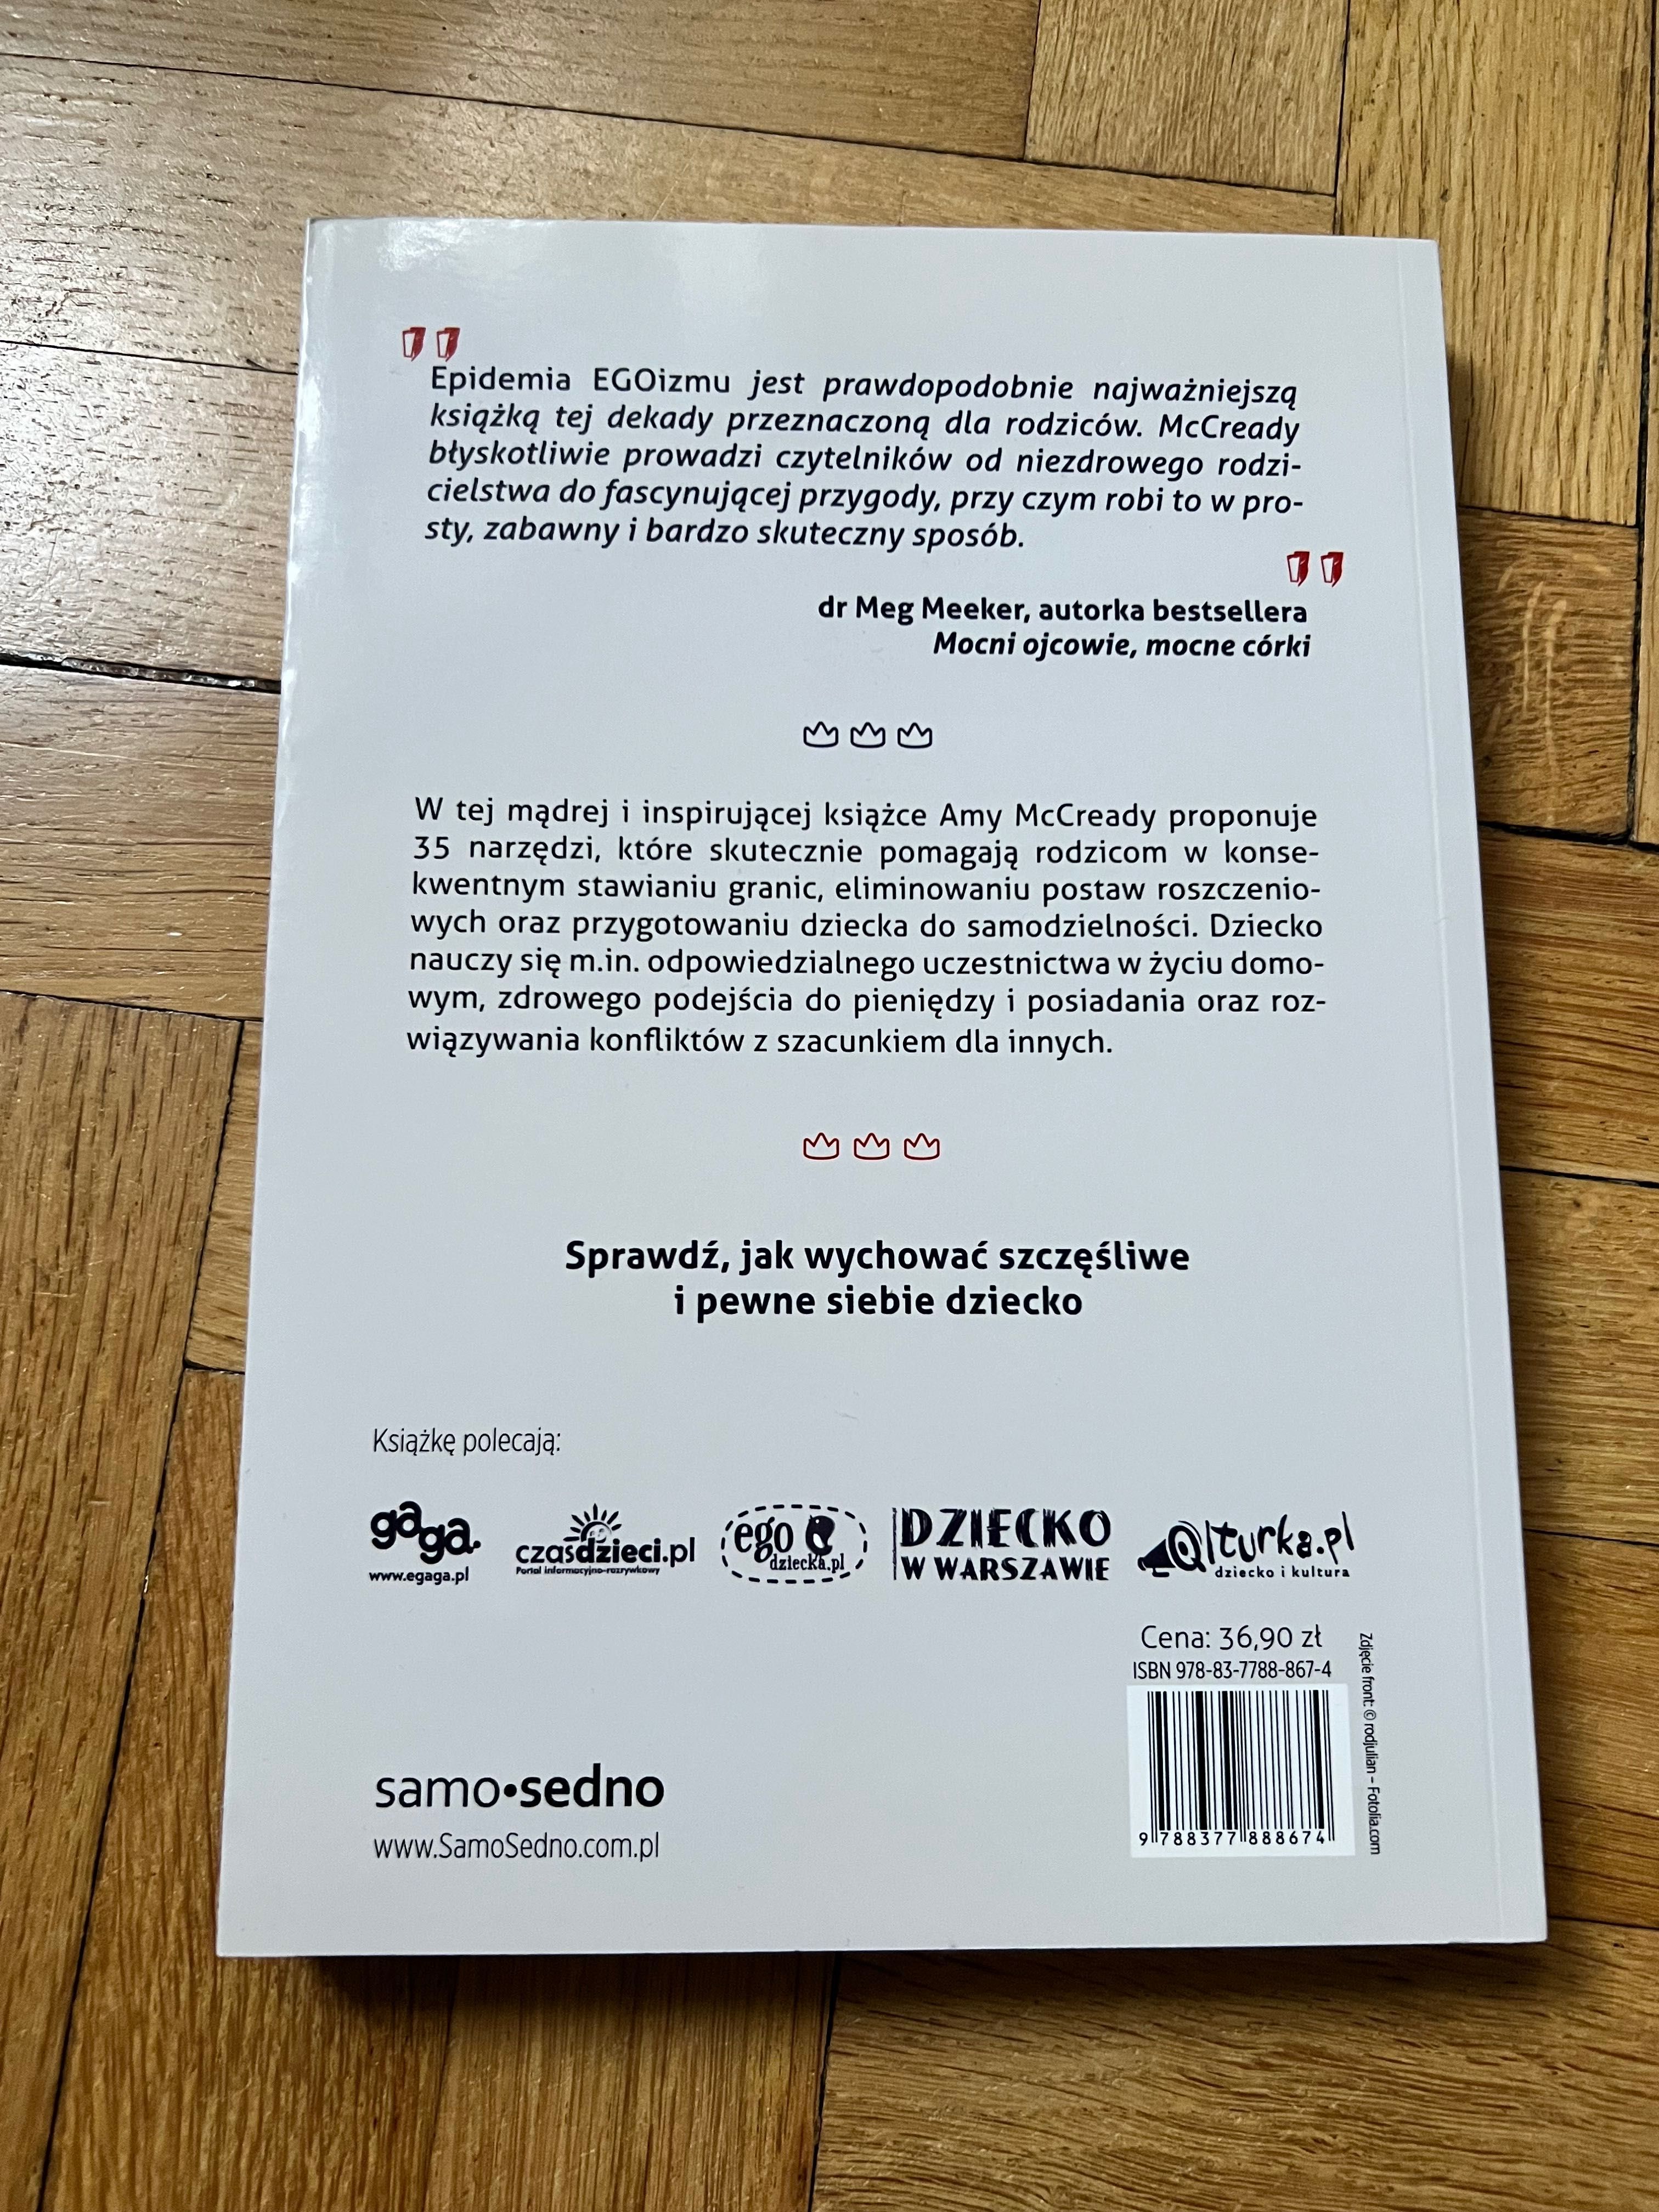 Epidemia EGOizmu jest prawdopodobnie najważniejszą
książką tej dekady przeznaczoną dla rodziców. McCready
błyskotliwie prowadzi czytelników od niezdrowego rodzi-
cielstwa do fascynującej przygody, przy czym robi to w pro-
sty, zabawny i bardzo skuteczny sposób.
dr Meg Meeker, autorka bestsellera
Mocni ojcowie, mocne córki
W tej mądrej i inspirującej książce Amy McCready proponuje
35 narzędzi, które skutecznie pomagają rodzicom w konse-
kwentnym stawianiu granic, eliminowaniu postaw roszczenio-
wych oraz przygotowaniu dziecka do samodzielności. Dziecko
nauczy się m.in. odpowiedzialnego uczestnictwa w życiu domo-
wym, zdrowego podejścia do pieniędzy i posiadania oraz roz-
wiązywania konfliktów z szacunkiem dla innych.
Sprawdź, jak wychować szczęśliwe
i pewne siebie dziecko
Książkę polecają:
gaga.
www.egaga.pl
czasdzieci.pl
Portal informacyjno-rozrywkowy
ego
dziecka.pl
DZIECKO
W WARSZAWIE
Qlturka.pl
dziecko i kultura
Cena: 36,90 zł
ISBN 978-83-7788-867-4
9 788377 888674
Zdjęcie front: © rodjulian – Fotolia.com
samo•sedno
www.SamoSedno.com.pl